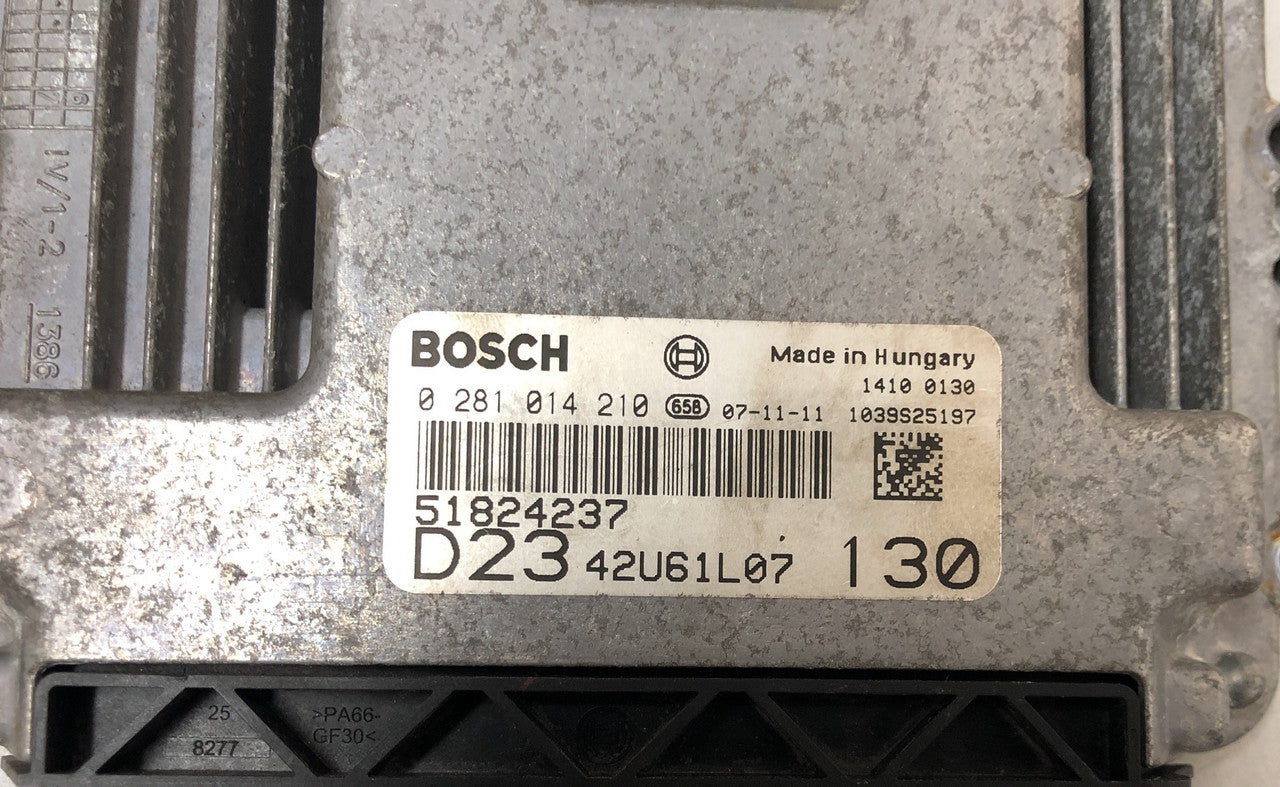 IV/1-2 1386
BOSCH
Made in Hungary
1410 0130
0 281 014 210 658 07-11-11 1039S25197
51824237
D23 42U61L07 130
25
8277
>PA66-
GF30<